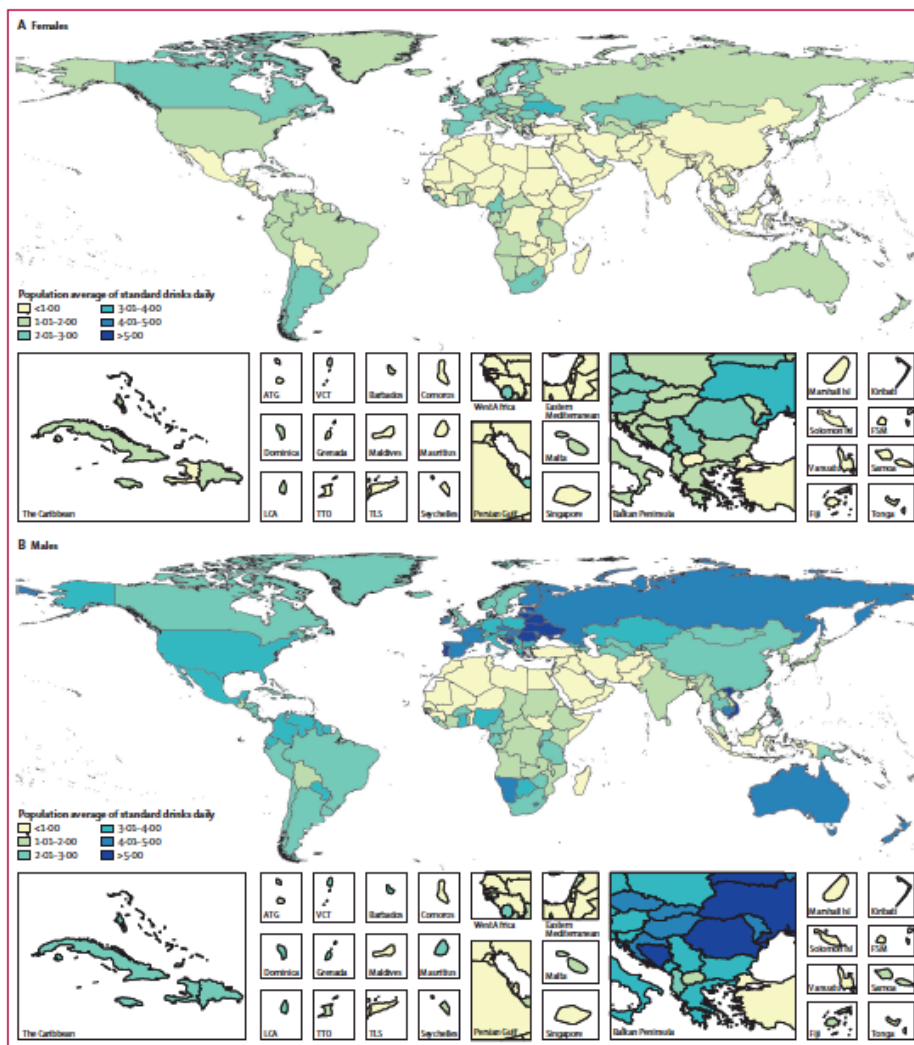 A Females
Population average of standard drinks daily
<1·00
1·01–2·00
2·01–3·00
3·01–4·00
4·01–5·00
>5·00
The Caribbean
ATG
VCT
Barbados
Comoros
West Africa
Eastern
Mediterranean
Marshall Isl
Kiribati
Dominica
Grenada
Maldives
Mauritius
Malta
Solomon Isl
FSM
LCA
TTO
TLS
Seychelles
Persian Gulf
Singapore
Balkan Peninsula
Vanuatu
Samoa
Fiji
Tonga
B Males
Population average of standard drinks daily
<1·00
1·01–2·00
2·01–3·00
3·01–4·00
4·01–5·00
>5·00
The Caribbean
ATG
VCT
Barbados
Comoros
West Africa
Eastern
Mediterranean
Marshall Isl
Kiribati
Dominica
Grenada
Maldives
Mauritius
Malta
Solomon Isl
FSM
LCA
TTO
TLS
Seychelles
Persian Gulf
Singapore
Balkan Peninsula
Vanuatu
Samoa
Fiji
Tonga